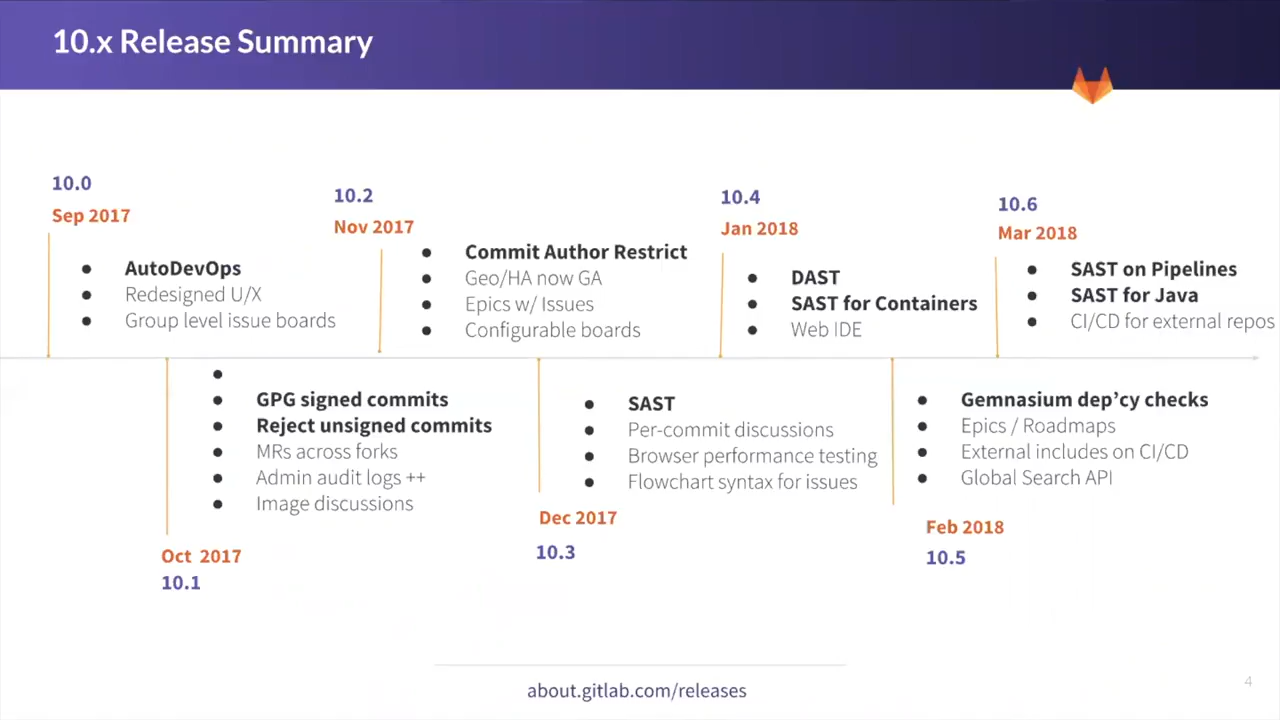 10.x Release Summary
10.0
Sep 2017
● AutoDevOps
● Redesigned U/X
● Group level issue boards
Oct 2017
10.1
●
● GPG signed commits
● Reject unsigned commits
● MRs across forks
● Admin audit logs ++
● Image discussions
10.2
Nov 2017
● Commit Author Restrict
● Geo/HA now GA
● Epics w/ Issues
● Configurable boards
● SAST
● Per-commit discussions
● Browser performance testing
● Flowchart syntax for issues
Dec 2017
10.3
10.4
Jan 2018
● DAST
● SAST for Containers
● Web IDE
● Gemnasium dep’cy checks
● Epics / Roadmaps
● External includes on CI/CD
● Global Search API
Feb 2018
10.5
10.6
Mar 2018
● SAST on Pipelines
● SAST for Java
● CI/CD for external repos
about.gitlab.com/releases
4